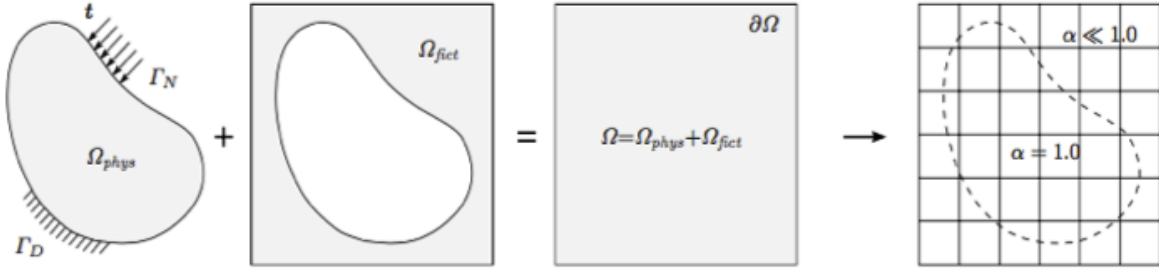 t
Γ_N
Ω_phys
Γ_D
+
Ω_fict
=
∂Ω
Ω=Ω_phys+Ω_fict
α ≪ 1.0
α = 1.0